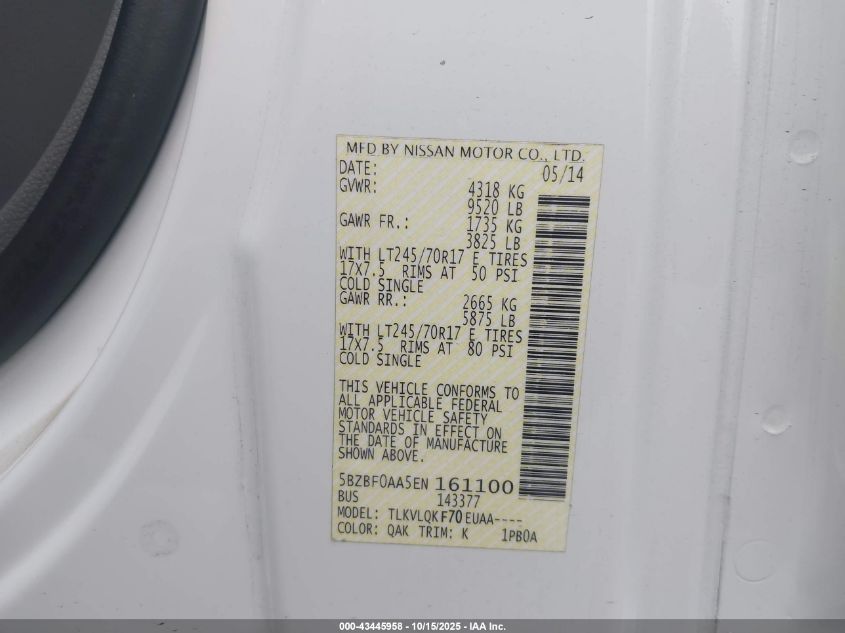 MFD BY NISSAN MOTOR CO., LTD.
DATE: 05/14
GVWR: 4318 KG
9520 LB
GAWR FR.: 1735 KG
3825 LB
WITH LT245/70R17 E TIRES
17X7.5 RIMS AT 50 PSI
COLD SINGLE
GAWR RR.: 2665 KG
5875 LB
WITH LT245/70R17 E TIRES
17X7.5 RIMS AT 80 PSI
COLD SINGLE
THIS VEHICLE CONFORMS TO
ALL APPLICABLE FEDERAL
MOTOR VEHICLE SAFETY
STANDARDS IN EFFECT ON
THE DATE OF MANUFACTURE
SHOWN ABOVE.
5BZBF0AA5EN 161100
BUS 143377
MODEL: TLKVLQKF70EUAA----
COLOR: QAK TRIM: K 1PB0A
000-43445958 - 10/15/2025 - IAA Inc.